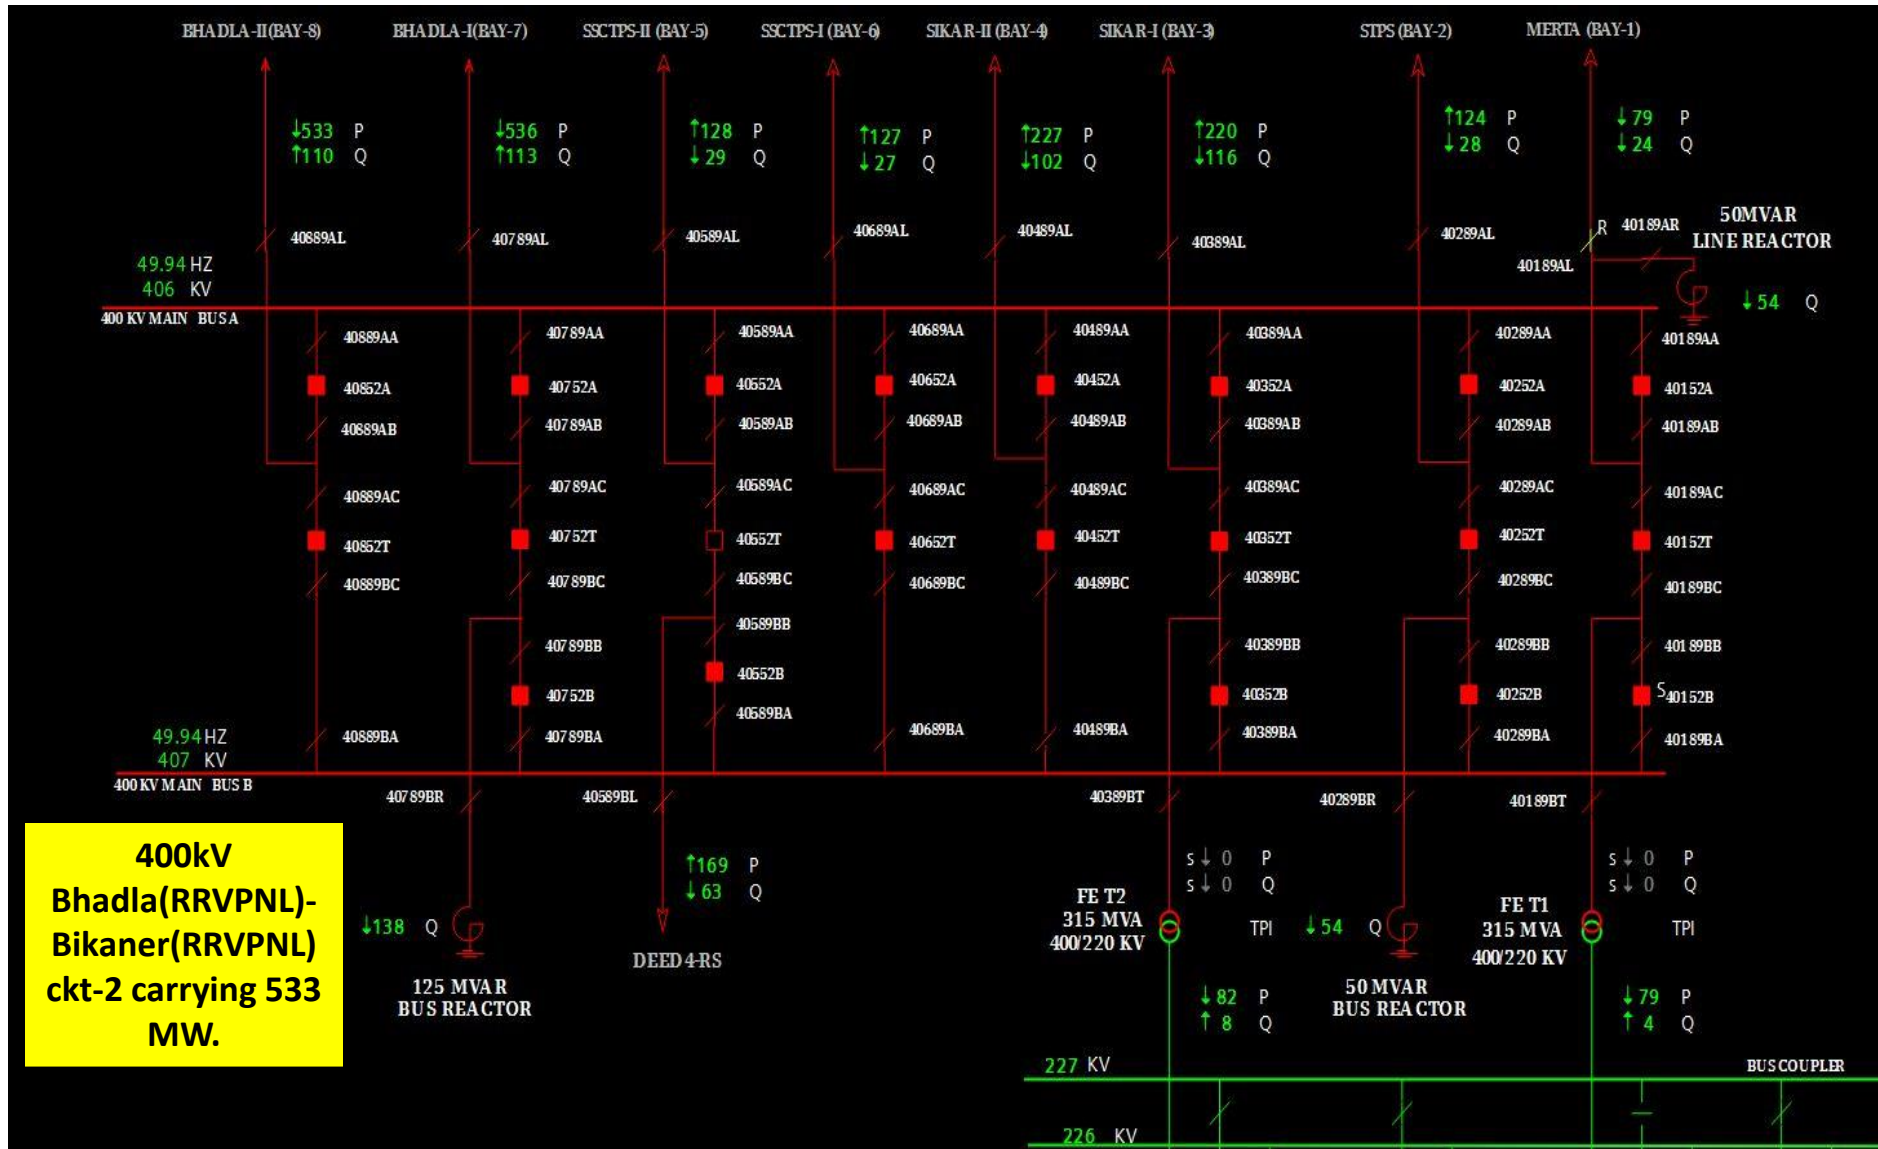 BHADLA-II(BAY-8) BHADLA-I(BAY-7) SSCTPS-II (BAY-5) SSCTPS-I (BAY-6) SIKAR-II (BAY-4) SIKAR-I (BAY-3) STPS (BAY-2) MERTA (BAY-1)
↓533 P ↓536 P ↑128 P ↑127 P ↑227 P ↑220 P ↑124 P ↓79 P
↑110 Q ↑113 Q ↓29 Q ↓27 Q ↓102 Q ↓116 Q ↓28 Q ↓24 Q
40889AL 40789AL 40589AL 40689AL 40489AL 40389AL 40289AL R 40189AR 50MVAR
LINE REACTOR
40189AL
49.94 HZ
406 KV
↓54 Q
400 KV MAIN BUS A
40889AA 40789AA 40589AA 40689AA 40489AA 40389AA 40289AA 40189AA
40852A 40752A 40552A 40652A 40452A 40352A 40252A 40152A
40889AB 40789AB 40589AB 40689AB 40489AB 40389AB 40289AB 40189AB
40889AC 40789AC 40589AC 40689AC 40489AC 40389AC 40289AC 40189AC
40852T 40752T 40552T 40652T 40452T 40352T 40252T 40152T
40889BC 40789BC 40589BC 40689BC 40489BC 40389BC 40289BC 40189BC
40789BB 40589BB 40389BB 40289BB 40189BB
40752B 40552B 40352B 40252B S 40152B
40889BA 40789BA 40589BA 40689BA 40489BA 40389BA 40289BA 40189BA
49.94 HZ
407 KV
400 KV MAIN BUS B
40789BR 40589BL 40389BT 40289BR 40189BT
↑169 P s↓0 P s↓0 P
↓63 Q s↓0 Q s↓0 Q
↓138 Q
125 MVAR
BUS REACTOR
DEED4-RS
FE T2
315 MVA
400/220 KV
TPI
↓54 Q
50 MVAR
BUS REACTOR
FE T1
315 MVA
400/220 KV
TPI
↓82 P ↓79 P
↑8 Q ↑4 Q
227 KV BUS COUPLER
226 KV
400kV
Bhadla(RRVPNL)-
Bikaner(RRVPNL)
ckt-2 carrying 533
MW.